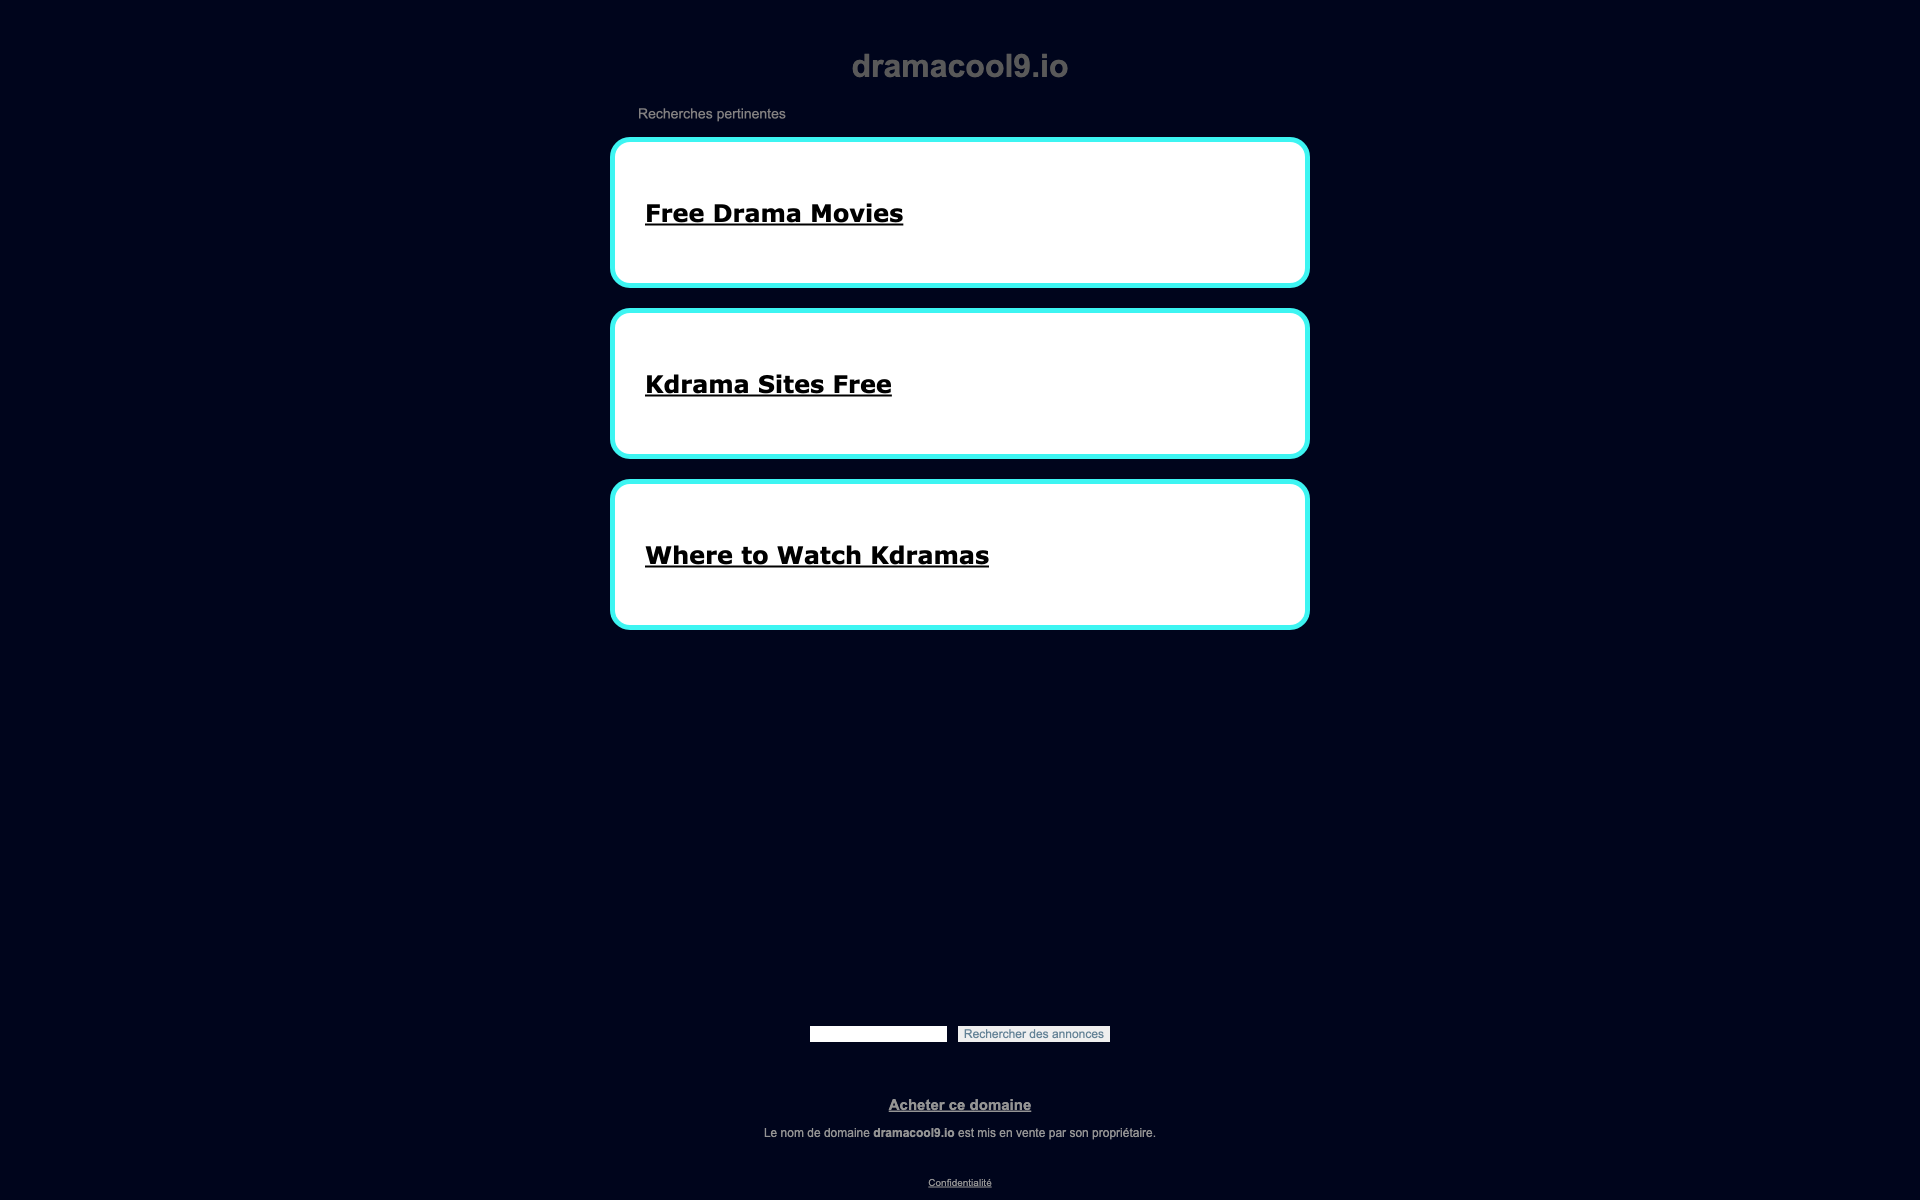 dramacool9.io
Recherches pertinentes
Free Drama Movies
Kdrama Sites Free
Where to Watch Kdramas
Rechercher des annonces
Acheter ce domaine
Le nom de domaine dramacool9.io est mis en vente par son propriétaire.
Confidentialité